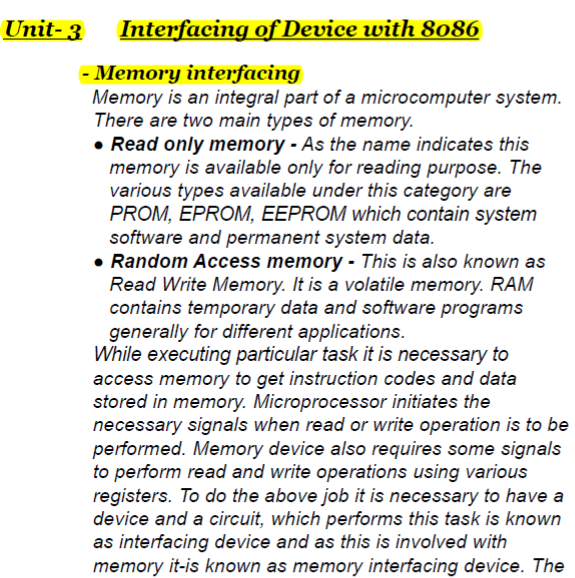 Unit- 3 Interfacing of Device with 8086
- Memory interfacing
Memory is an integral part of a microcomputer system.
There are two main types of memory.
• Read only memory - As the name indicates this
memory is available only for reading purpose. The
various types available under this category are
PROM, EPROM, EEPROM which contain system
software and permanent system data.
• Random Access memory - This is also known as
Read Write Memory. It is a volatile memory. RAM
contains temporary data and software programs
generally for different applications.
While executing particular task it is necessary to
access memory to get instruction codes and data
stored in memory. Microprocessor initiates the
necessary signals when read or write operation is to be
performed. Memory device also requires some signals
to perform read and write operations using various
registers. To do the above job it is necessary to have a
device and a circuit, which performs this task is known
as interfacing device and as this is involved with
memory it-is known as memory interfacing device. The